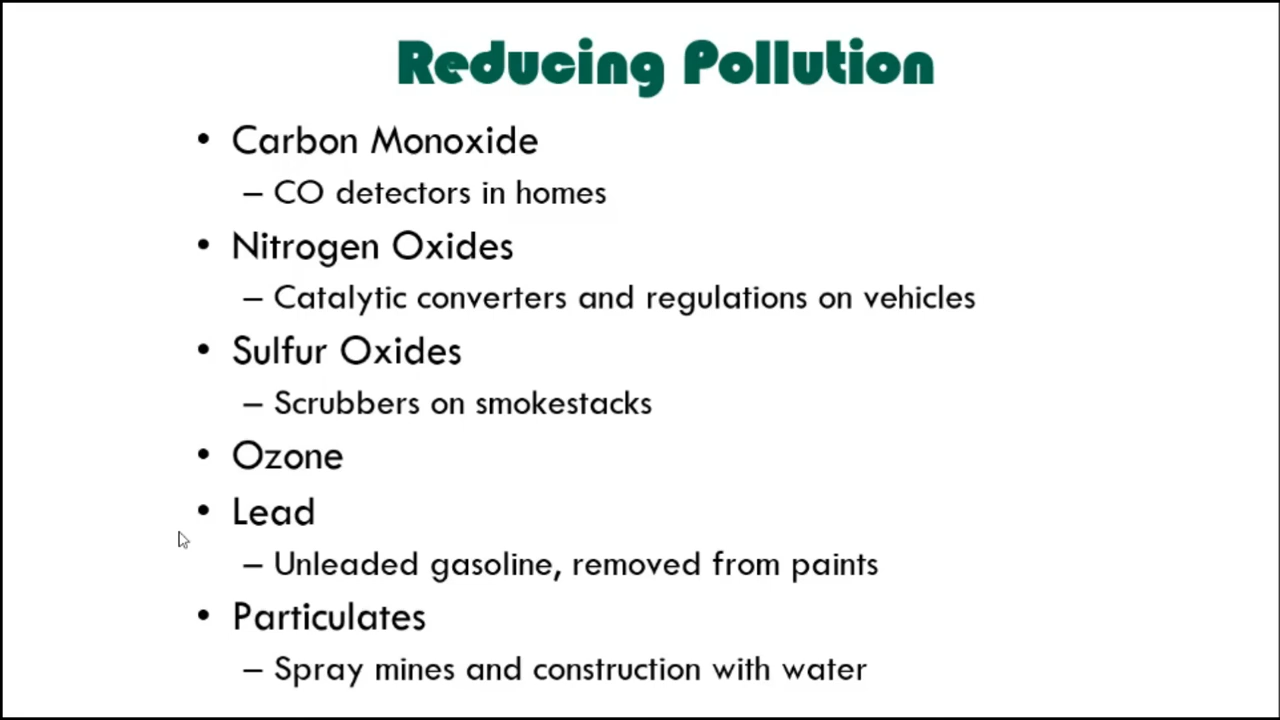 Reducing Pollution
• Carbon Monoxide
– CO detectors in homes
• Nitrogen Oxides
– Catalytic converters and regulations on vehicles
• Sulfur Oxides
– Scrubbers on smokestacks
• Ozone
• Lead
– Unleaded gasoline, removed from paints
• Particulates
– Spray mines and construction with water